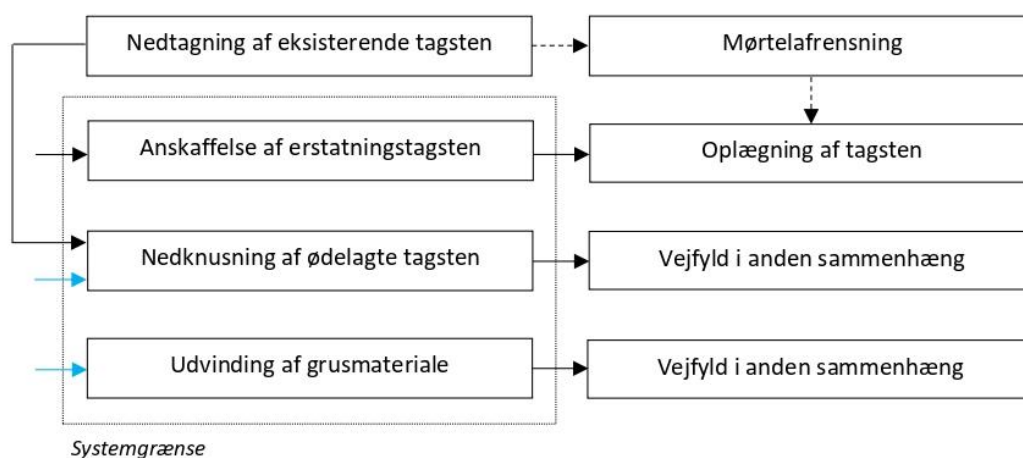 Nedtagning af eksisterende tagsten
Mørtelafrensning
Anskaffelse af erstatningstagsten
Oplægning af tagsten
Nedknusning af ødelagte tagsten
Vejfyld i anden sammenhæng
Udvinding af grusmateriale
Vejfyld i anden sammenhæng
Systemgrænse